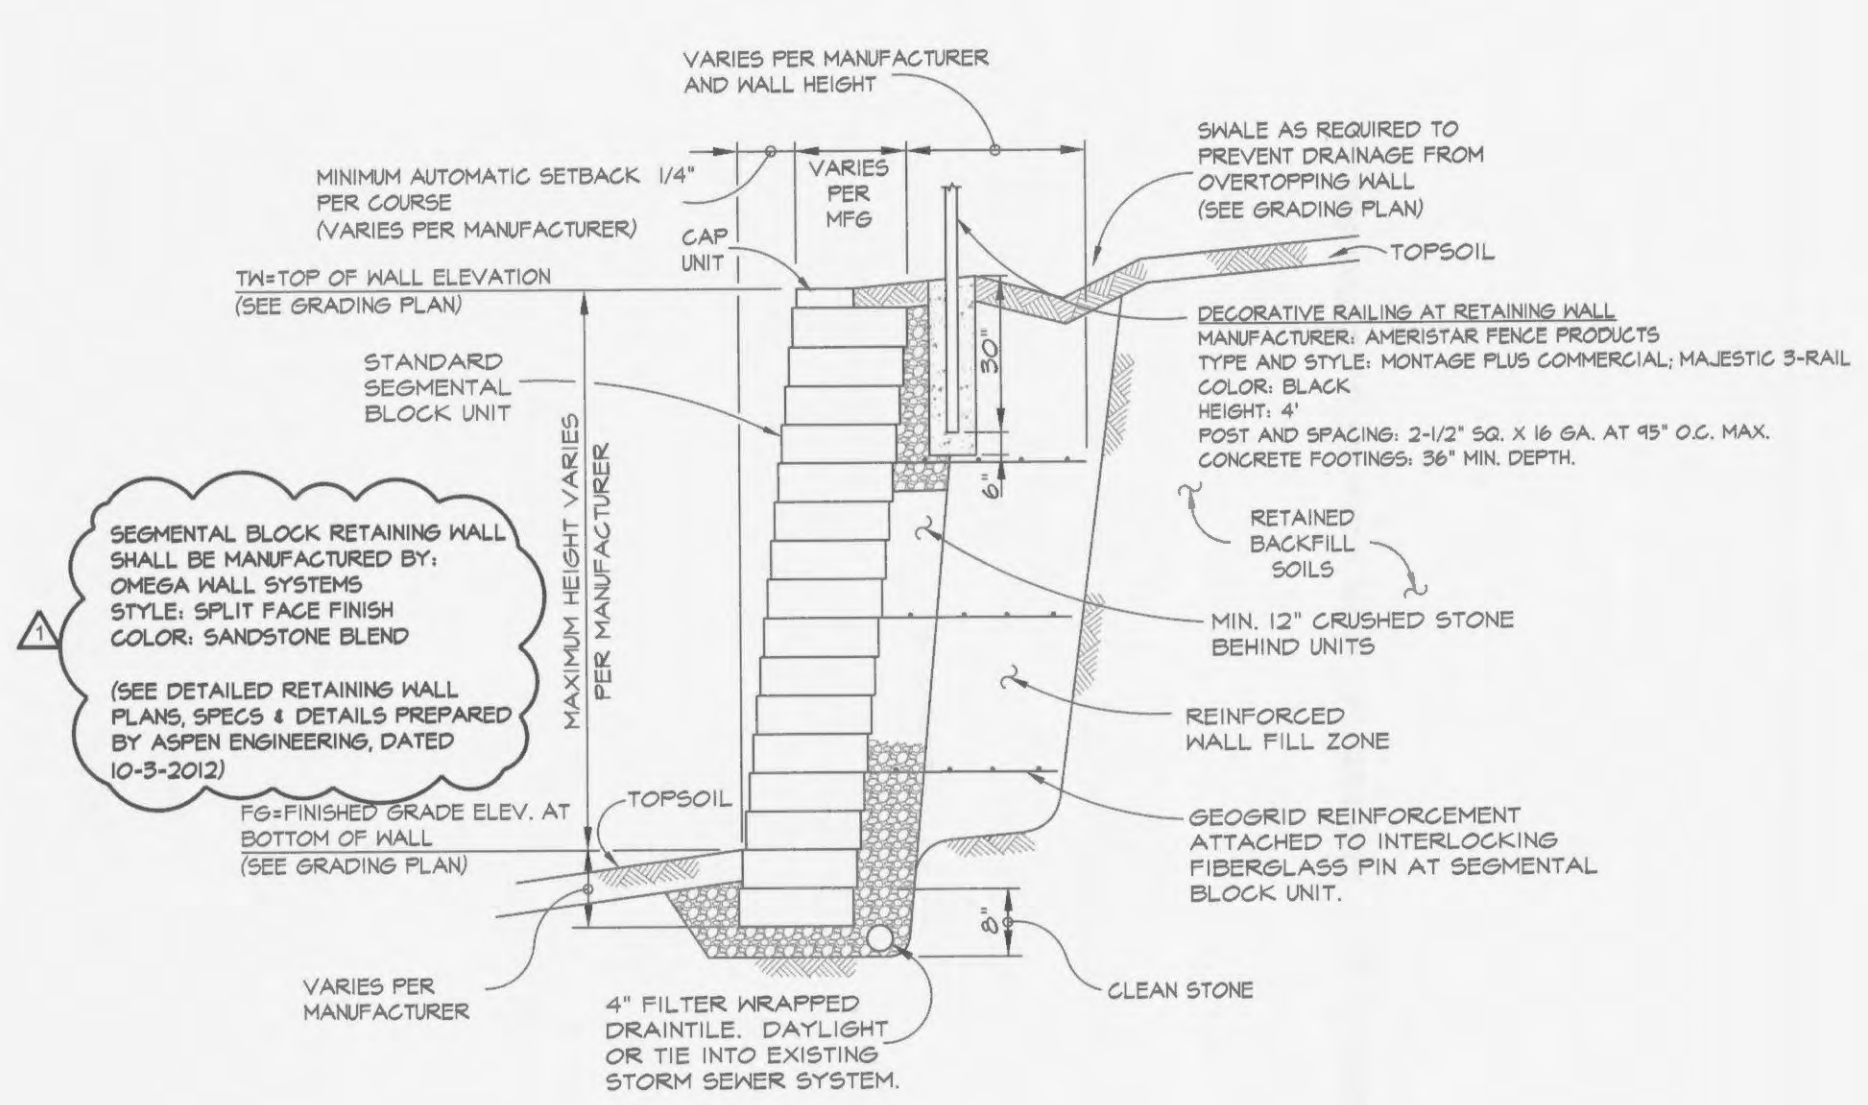 VARIES PER MANUFACTURER
AND WALL HEIGHT
SWALE AS REQUIRED TO
PREVENT DRAINAGE FROM
OVERTOPPING WALL
(SEE GRADING PLAN)
MINIMUM AUTOMATIC SETBACK 1/4"
PER COURSE
(VARIES PER MANUFACTURER)
VARIES
PER
MFG
CAP
UNIT
TOPSOIL
TW=TOP OF WALL ELEVATION
(SEE GRADING PLAN)
DECORATIVE RAILING AT RETAINING WALL
MANUFACTURER: AMERISTAR FENCE PRODUCTS
TYPE AND STYLE: MONTAGE PLUS COMMERCIAL; MAJESTIC 3-RAIL
COLOR: BLACK
HEIGHT: 4'
POST AND SPACING: 2-1/2" SQ. X 16 GA. AT 95" O.C. MAX.
CONCRETE FOOTINGS: 36" MIN. DEPTH.
STANDARD
SEGMENTAL
BLOCK UNIT
30"
6"
MAXIMUM HEIGHT VARIES
PER MANUFACTURER
RETAINED
BACKFILL
SOILS
SEGMENTAL BLOCK RETAINING WALL
SHALL BE MANUFACTURED BY:
OMEGA WALL SYSTEMS
STYLE: SPLIT FACE FINISH
COLOR: SANDSTONE BLEND
(SEE DETAILED RETAINING WALL
PLANS, SPECS & DETAILS PREPARED
BY ASPEN ENGINEERING, DATED
10-3-2012)
1
MIN. 12" CRUSHED STONE
BEHIND UNITS
REINFORCED
WALL FILL ZONE
FG=FINISHED GRADE ELEV. AT
BOTTOM OF WALL
(SEE GRADING PLAN)
TOPSOIL
GEOGRID REINFORCEMENT
ATTACHED TO INTERLOCKING
FIBERGLASS PIN AT SEGMENTAL
BLOCK UNIT.
8"
VARIES PER
MANUFACTURER
4" FILTER WRAPPED
DRAINTILE. DAYLIGHT
OR TIE INTO EXISTING
STORM SEWER SYSTEM.
CLEAN STONE